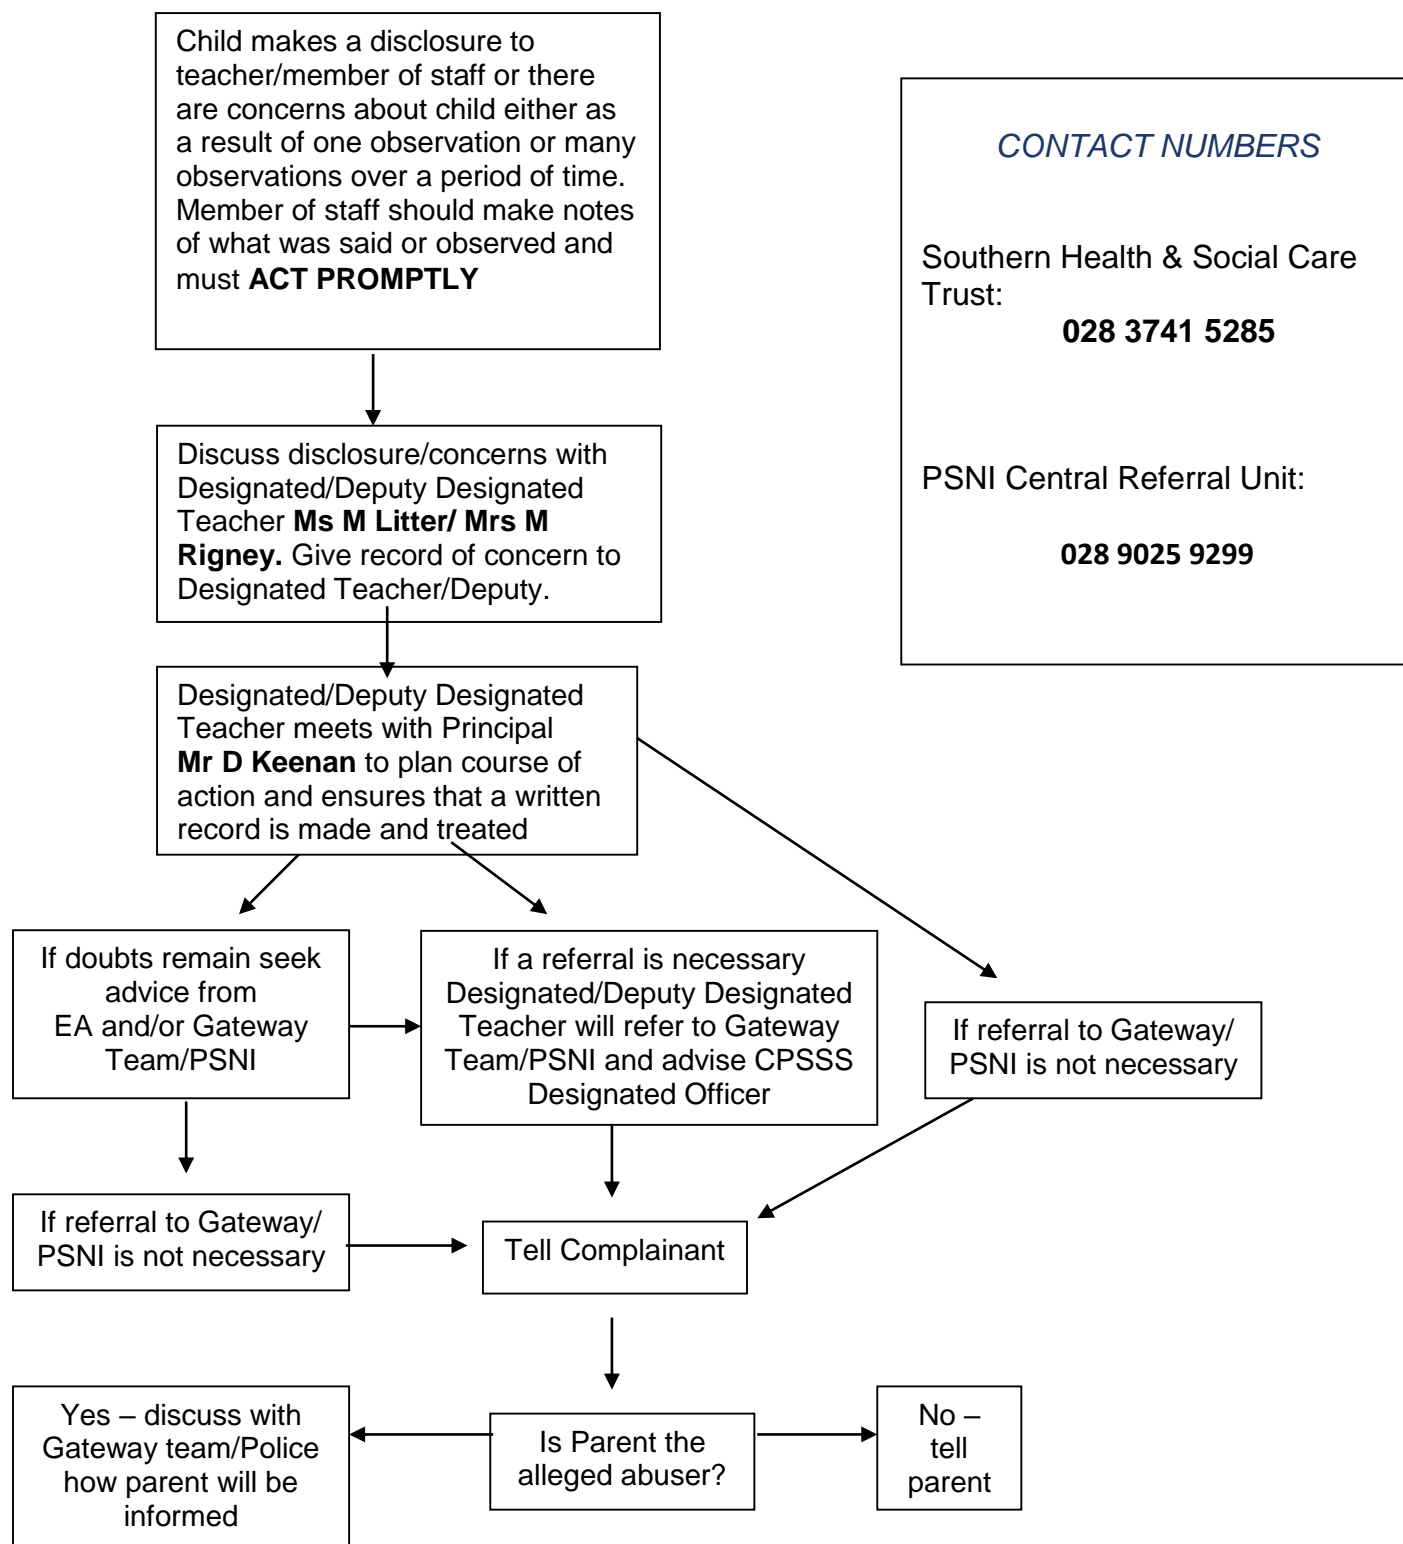 Child makes a disclosure to
teacher/member of staff or there
are concerns about child either as
a result of one observation or many
observations over a period of time.
Member of staff should make notes
of what was said or observed and
must ACT PROMPTLY
CONTACT NUMBERS
Southern Health & Social Care
Trust:
028 3741 5285
PSNI Central Referral Unit:
028 9025 9299
Discuss disclosure/concerns with
Designated/Deputy Designated
Teacher Ms M Litter/ Mrs M
Rigney. Give record of concern to
Designated Teacher/Deputy.
Designated/Deputy Designated
Teacher meets with Principal
Mr D Keenan to plan course of
action and ensures that a written
record is made and treated
If doubts remain seek
advice from
EA and/or Gateway
Team/PSNI
If a referral is necessary
Designated/Deputy Designated
Teacher will refer to Gateway
Team/PSNI and advise CPSSS
Designated Officer
If referral to Gateway/
PSNI is not necessary
If referral to Gateway/
PSNI is not necessary
Tell Complainant
Yes – discuss with
Gateway team/Police
how parent will be
informed
Is Parent the
alleged abuser?
No –
tell
parent